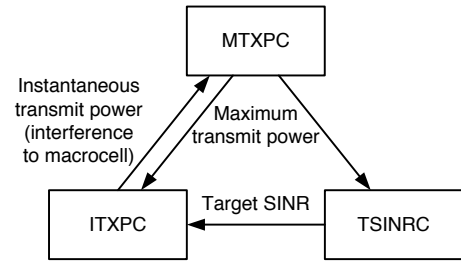 MTXPC
Instantaneous
transmit power
(interference
to macrocell)
Maximum
transmit power
ITXPC
Target SINR
TSINRC